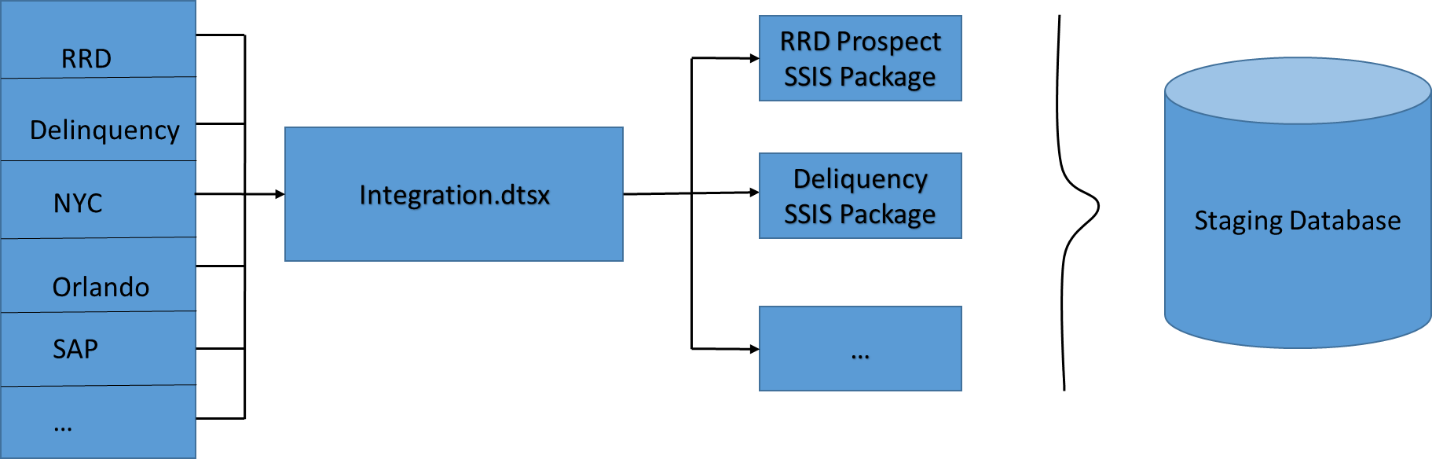 RRD
Delinquency
NYC
Orlando
SAP
...
Integration.dtsx
RRD Prospect
SSIS Package
Deliquency
SSIS Package
...
Staging Database